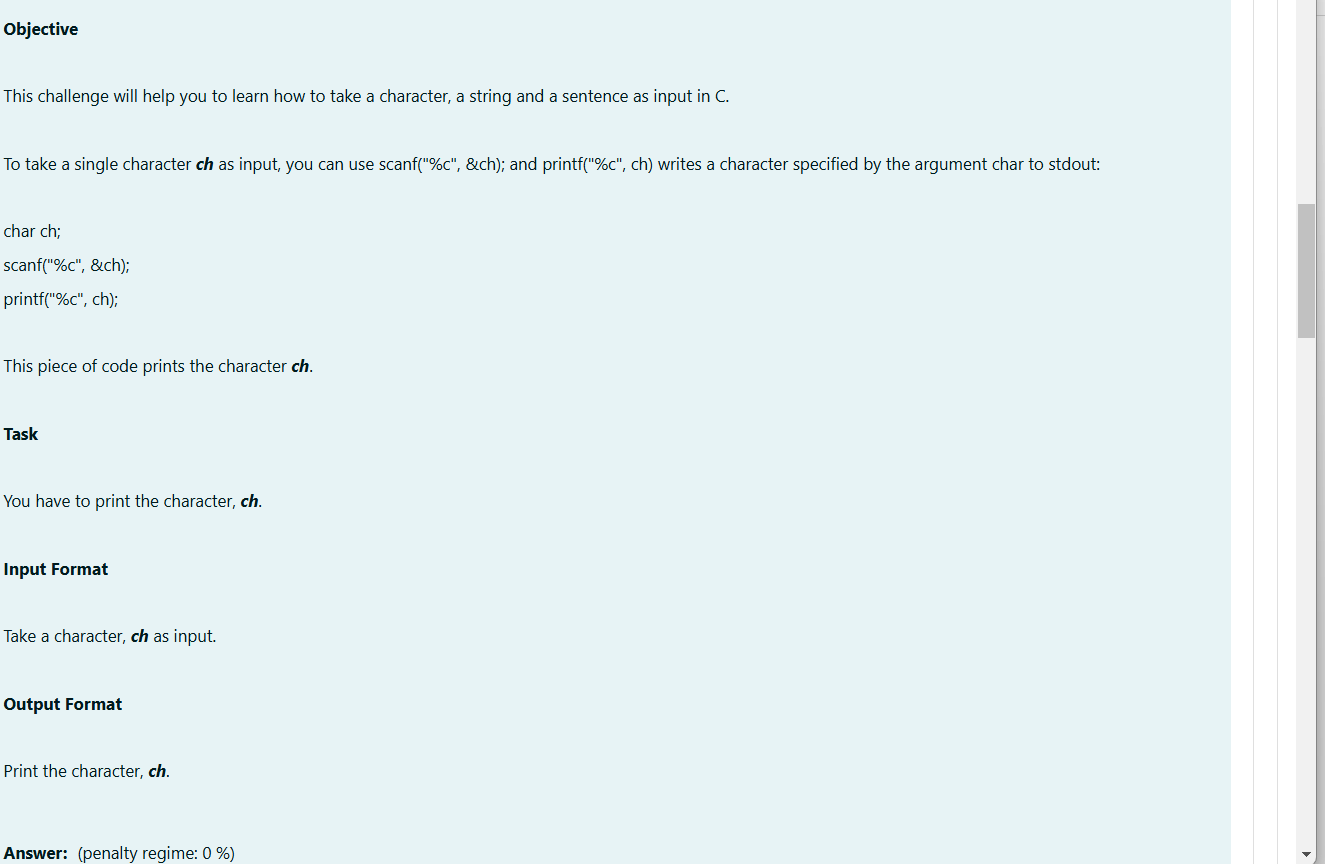 Objective
This challenge will help you to learn how to take a character, a string and a sentence as input in C.
To take a single character ch as input, you can use scanf("%c", &ch); and printf("%c", ch) writes a character specified by the argument char to stdout:
char ch;
scanf("%c", &ch);
printf("%c", ch);
This piece of code prints the character ch.
Task
You have to print the character, ch.
Input Format
Take a character, ch as input.
Output Format
Print the character, ch.
Answer: (penalty regime: 0 %)